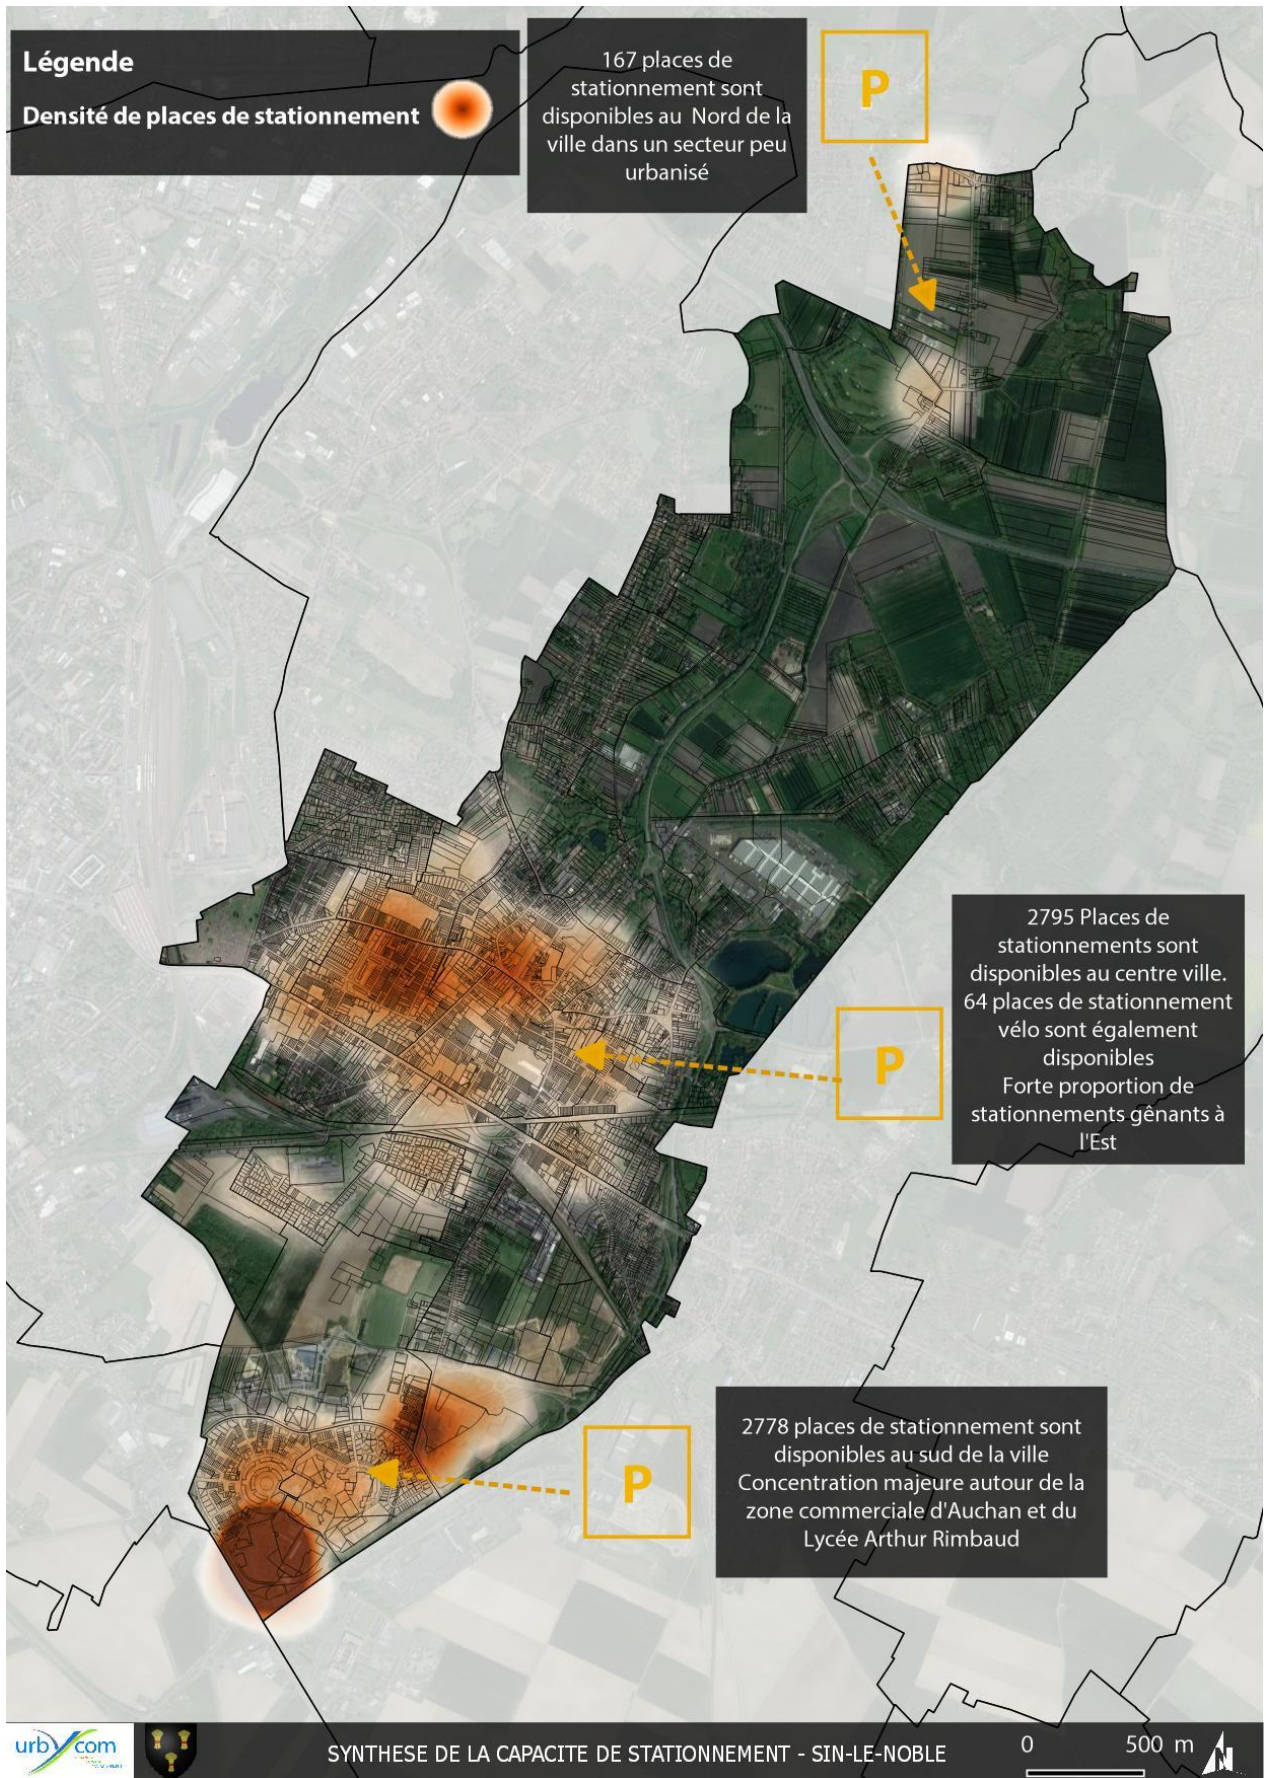 Légende
Densité de places de stationnement
167 places de
stationnement sont
disponibles au Nord de la
ville dans un secteur peu
urbanisé
P
2795 Places de
stationnements sont
disponibles au centre ville.
64 places de stationnement
vélo sont également
disponibles
Forte proportion de
stationnements gênants à
l'Est
P
2778 places de stationnement sont
disponibles au sud de la ville
Concentration majeure autour de la
zone commerciale d'Auchan et du
Lycée Arthur Rimbaud
P
urbycom
SYNTHESE DE LA CAPACITE DE STATIONNEMENT - SIN-LE-NOBLE
0 500 m
N